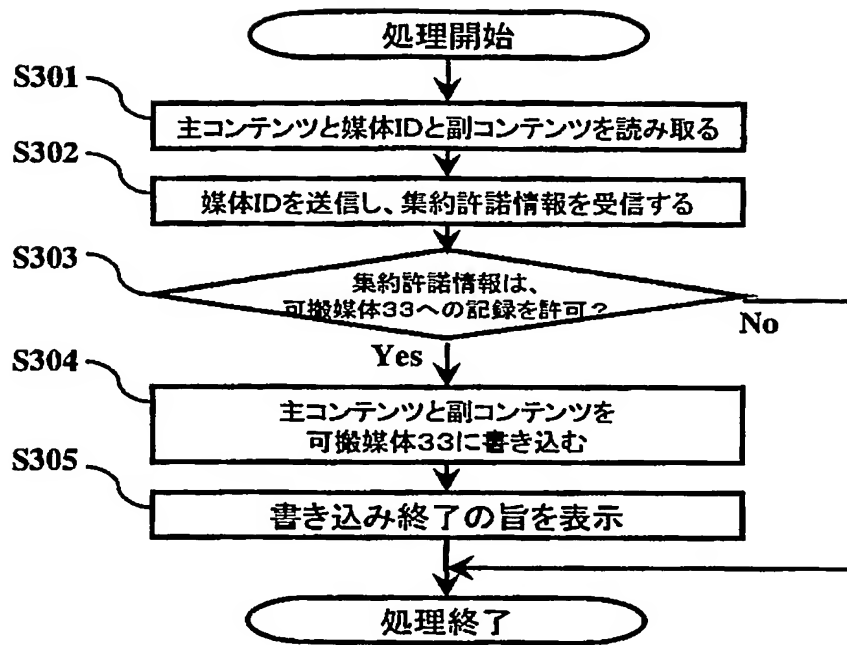 処理開始
S301
主コンテンツと媒体IDと副コンテンツを読み取る
S302
媒体IDを送信し、集約許諾情報を受信する
S303
集約許諾情報は、
可搬媒体33への記録を許可?
No
Yes
S304
主コンテンツと副コンテンツを
可搬媒体33に書き込む
S305
書き込み終了の旨を表示
処理終了